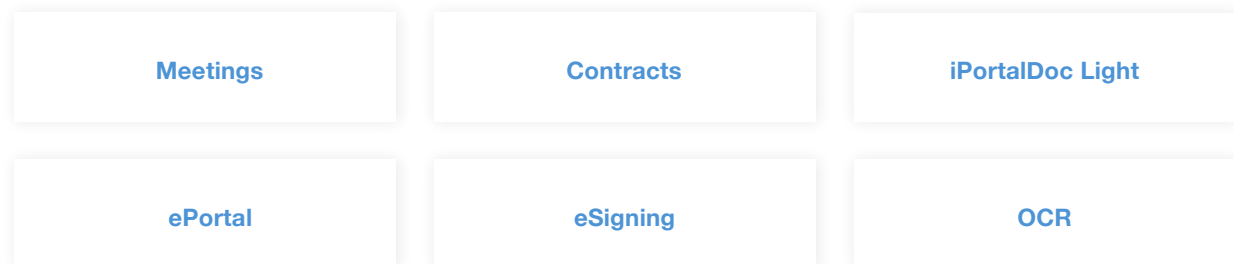 Meetings
Contracts
iPortalDoc Light
ePortal
eSigning
OCR